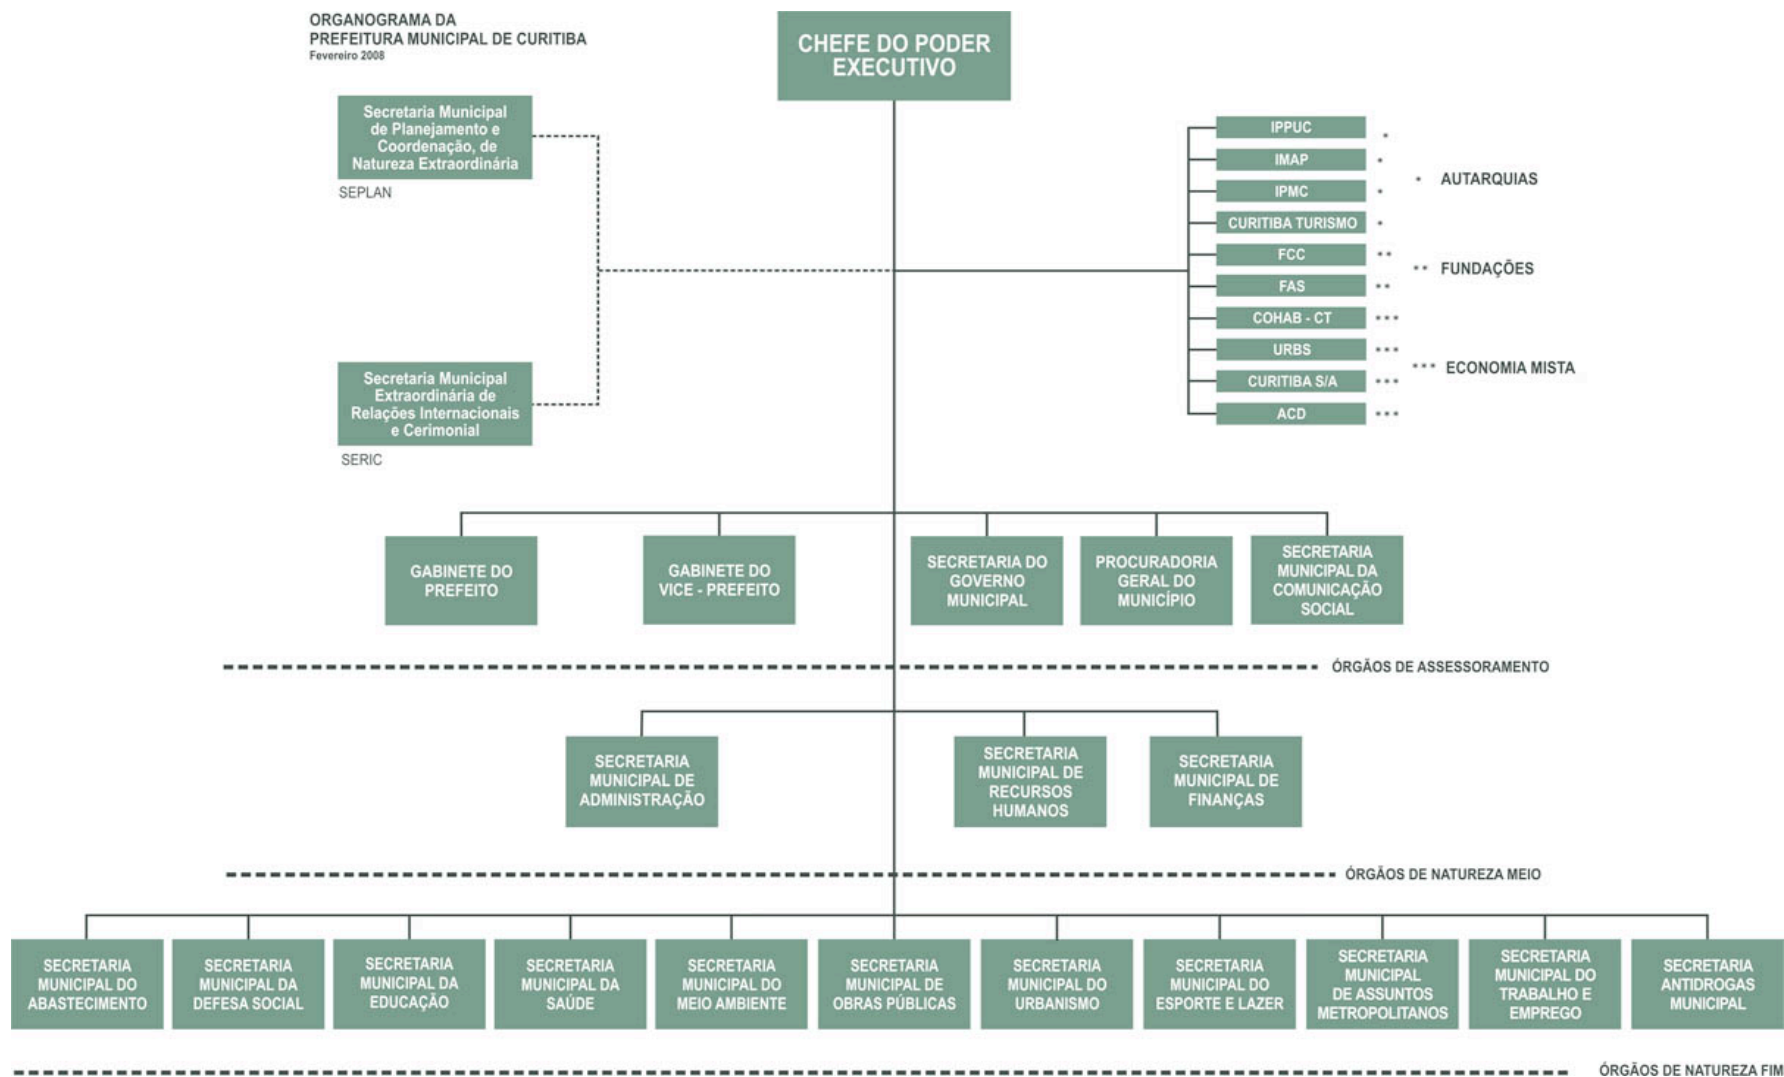 ORGANOGRAMA DA
PREFEITURA MUNICIPAL DE CURITIBA
Fevereiro 2008
CHEFE DO PODER
EXECUTIVO
Secretaria Municipal
de Planejamento e
Coordenação, de
Natureza Extraordinária
SEPLAN
Secretaria Municipal
Extraordinária de
Relações Internacionais
e Cerimonial
SERIC
IPPUC *
IMAP *
IPMC *
CURITIBA TURISMO *
FCC **
FAS **
COHAB - CT ***
URBS ***
CURITIBA S/A ***
ACD ***
* AUTARQUIAS
** FUNDAÇÕES
*** ECONOMIA MISTA
GABINETE DO
PREFEITO
GABINETE DO
VICE - PREFEITO
SECRETARIA DO
GOVERNO
MUNICIPAL
PROCURADORIA
GERAL DO
MUNICÍPIO
SECRETARIA
MUNICIPAL DA
COMUNICAÇÃO
SOCIAL
ÓRGÃOS DE ASSESSORAMENTO
SECRETARIA
MUNICIPAL DE
ADMINISTRAÇÃO
SECRETARIA
MUNICIPAL DE
RECURSOS
HUMANOS
SECRETARIA
MUNICIPAL DE
FINANÇAS
ÓRGÃOS DE NATUREZA MEIO
SECRETARIA
MUNICIPAL DO
ABASTECIMENTO
SECRETARIA
MUNICIPAL DA
DEFESA SOCIAL
SECRETARIA
MUNICIPAL DA
EDUCAÇÃO
SECRETARIA
MUNICIPAL DA
SAÚDE
SECRETARIA
MUNICIPAL DO
MEIO AMBIENTE
SECRETARIA
MUNICIPAL DE
OBRAS PÚBLICAS
SECRETARIA
MUNICIPAL DO
URBANISMO
SECRETARIA
MUNICIPAL DO
ESPORTE E LAZER
SECRETARIA
MUNICIPAL
DE ASSUNTOS
METROPOLITANOS
SECRETARIA
MUNICIPAL DO
TRABALHO E
EMPREGO
SECRETARIA
ANTIDROGAS
MUNICIPAL
ÓRGÃOS DE NATUREZA FIM